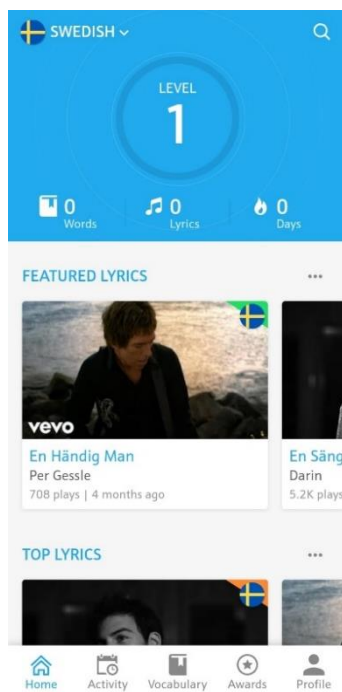 SWEDISH
LEVEL
1
0 Words
0 Lyrics
0 Days
FEATURED LYRICS
vevo
En Händig Man
Per Gessle
708 plays | 4 months ago
En Sång
Darin
5.2K plays
TOP LYRICS
Home
Activity
Vocabulary
Awards
Profile